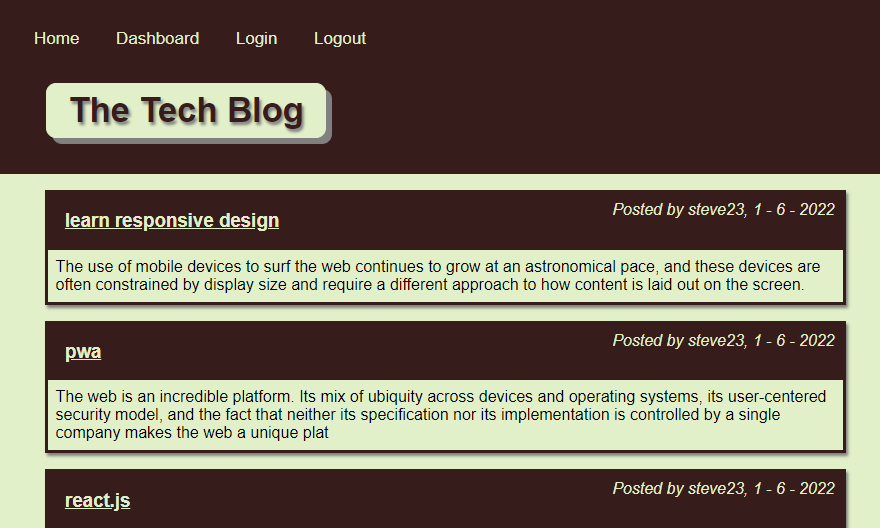 Home Dashboard Login Logout
The Tech Blog
learn responsive design
Posted by steve23, 1 - 6 - 2022
The use of mobile devices to surf the web continues to grow at an astronomical pace, and these devices are
often constrained by display size and require a different approach to how content is laid out on the screen.
pwa
Posted by steve23, 1 - 6 - 2022
The web is an incredible platform. Its mix of ubiquity across devices and operating systems, its user-centered
security model, and the fact that neither its specification nor its implementation is controlled by a single
company makes the web a unique plat
react.js
Posted by steve23, 1 - 6 - 2022